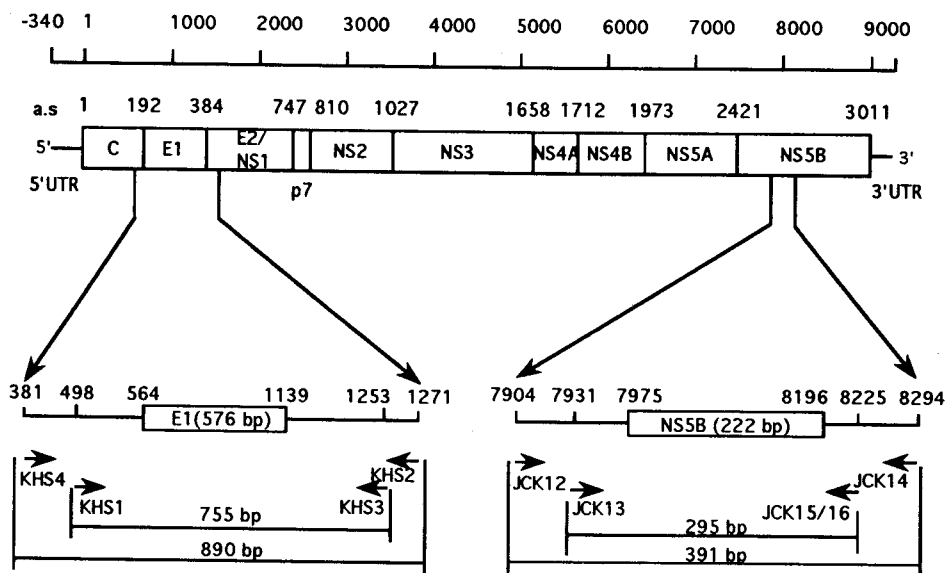 -340 1 1000 2000 3000 4000 5000 6000 7000 8000 9000
a.s 1 192 384 747 810 1027 1658 1712 1973 2421 3011
5' C E1 E2/ NS2 NS3 NS4A NS4B NS5A NS5B 3'
NS1
5'UTR p7 3'UTR
381 498 564 1139 1253 1271
E1(576 bp)
KHS4 KHS2
KHS1 KHS3
755 bp
890 bp
7904 7931 7975 8196 8225 8294
NS5B (222 bp)
JCK12 JCK14
JCK13 JCK15/16
295 bp
391 bp